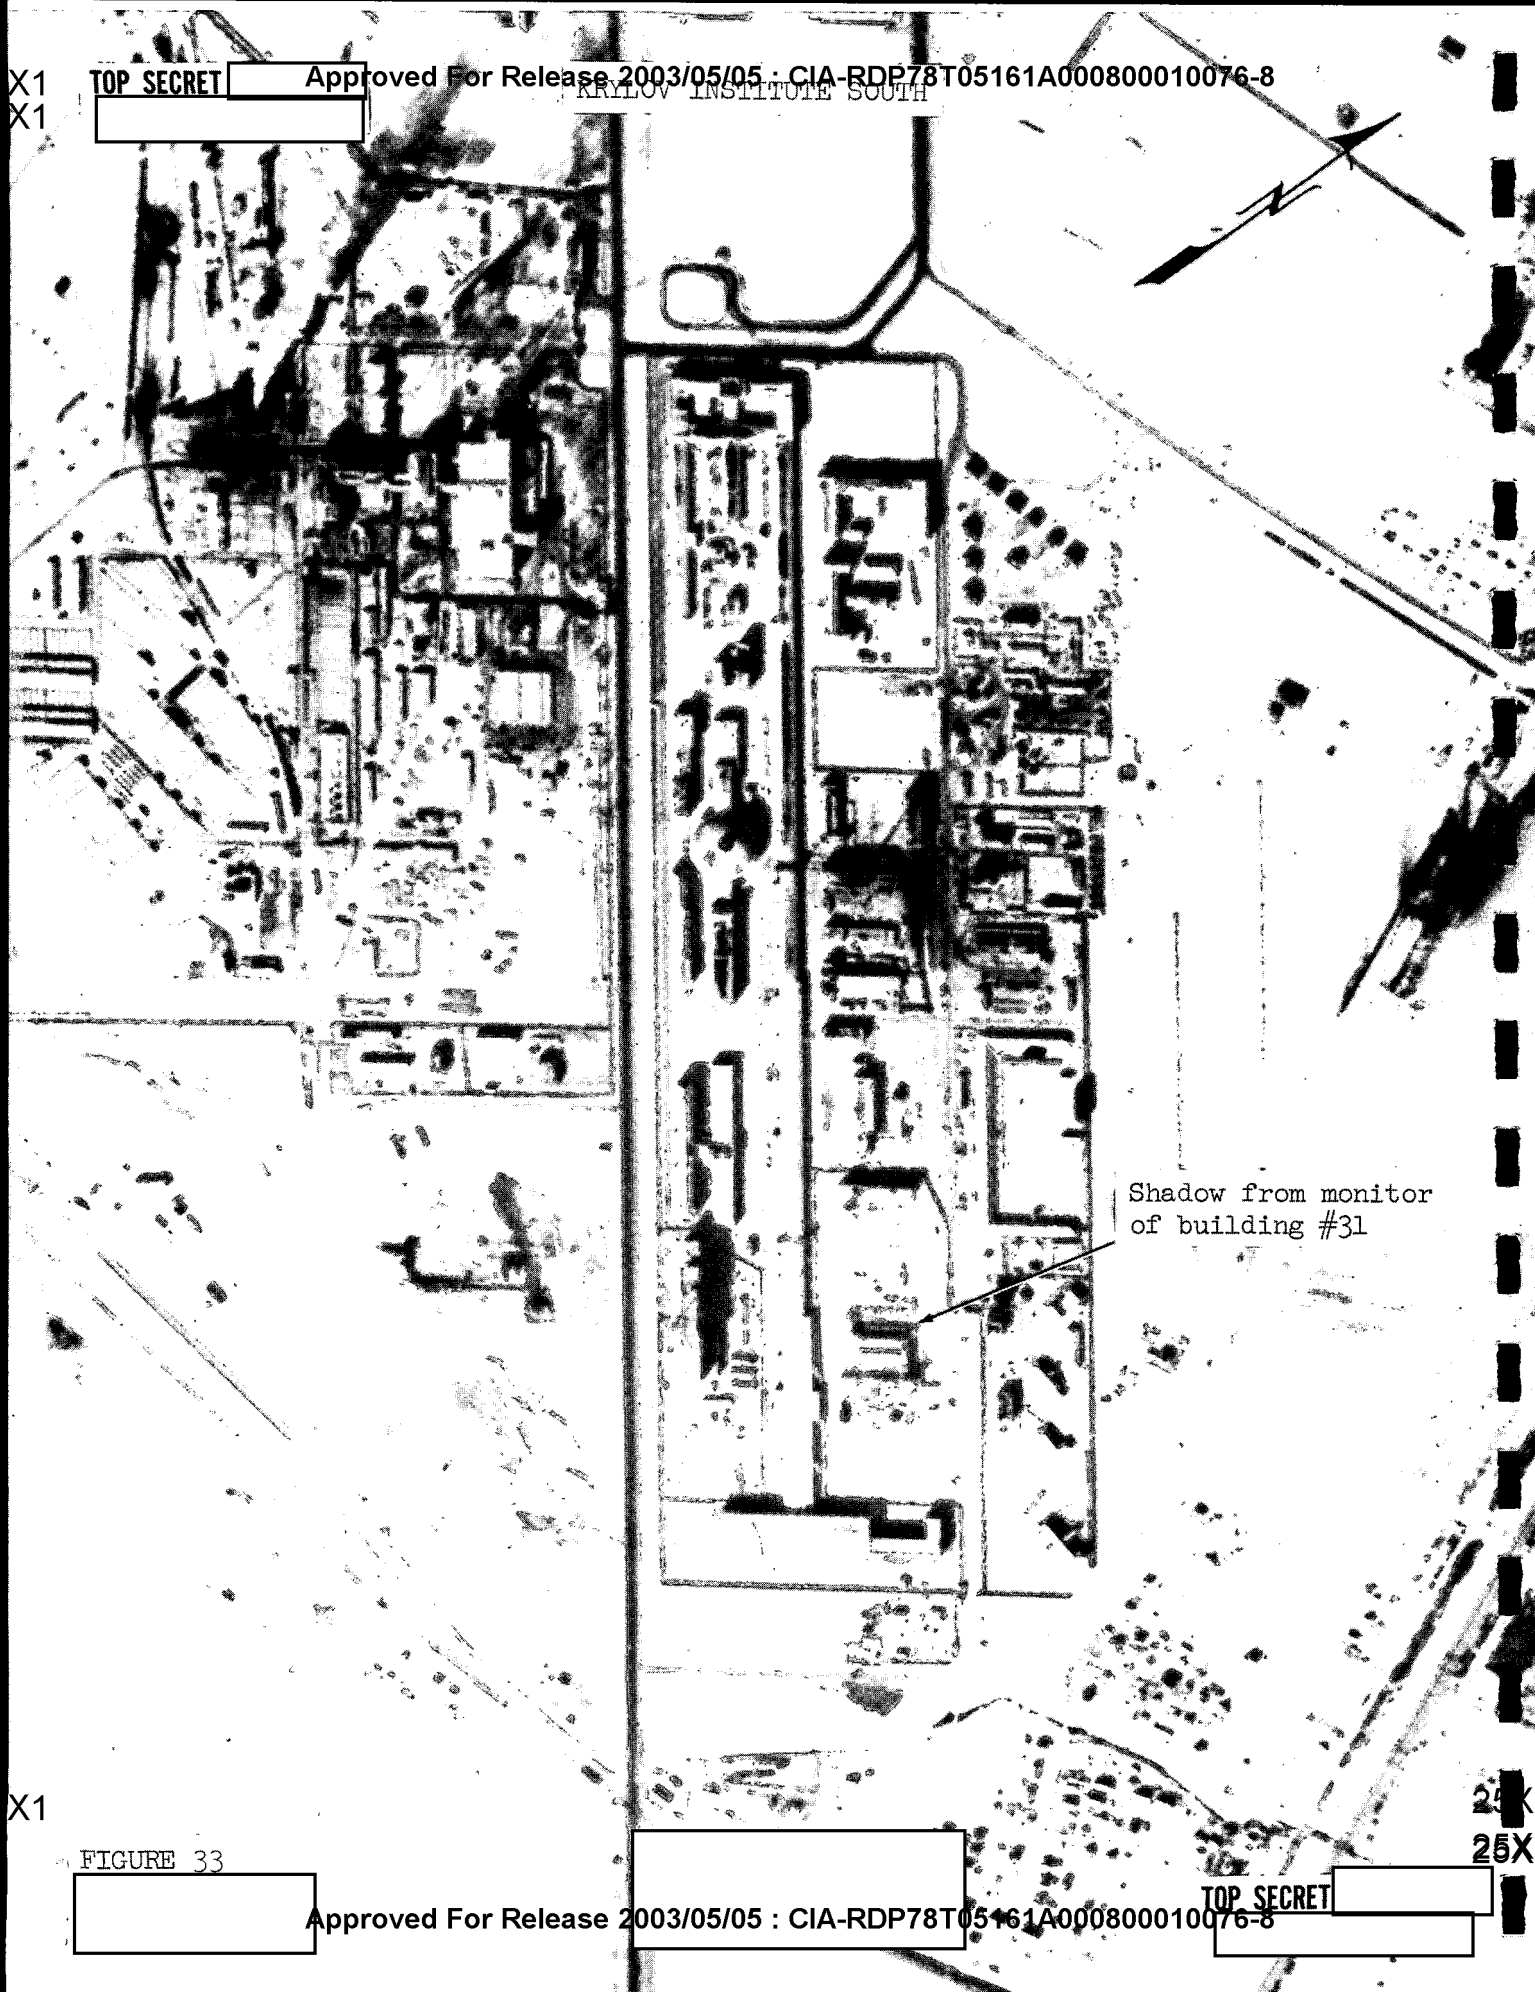 X1
TOP SECRET
Approved For Release 2003/05/05 : CIA-RDP78T05161A000800010076-8
KRYLOV INSTITUTE SOUTH
X1
N
Shadow from monitor
of building #31
X1
25X
25X
FIGURE 33
TOP SECRET
Approved For Release 2003/05/05 : CIA-RDP78T05161A000800010076-8